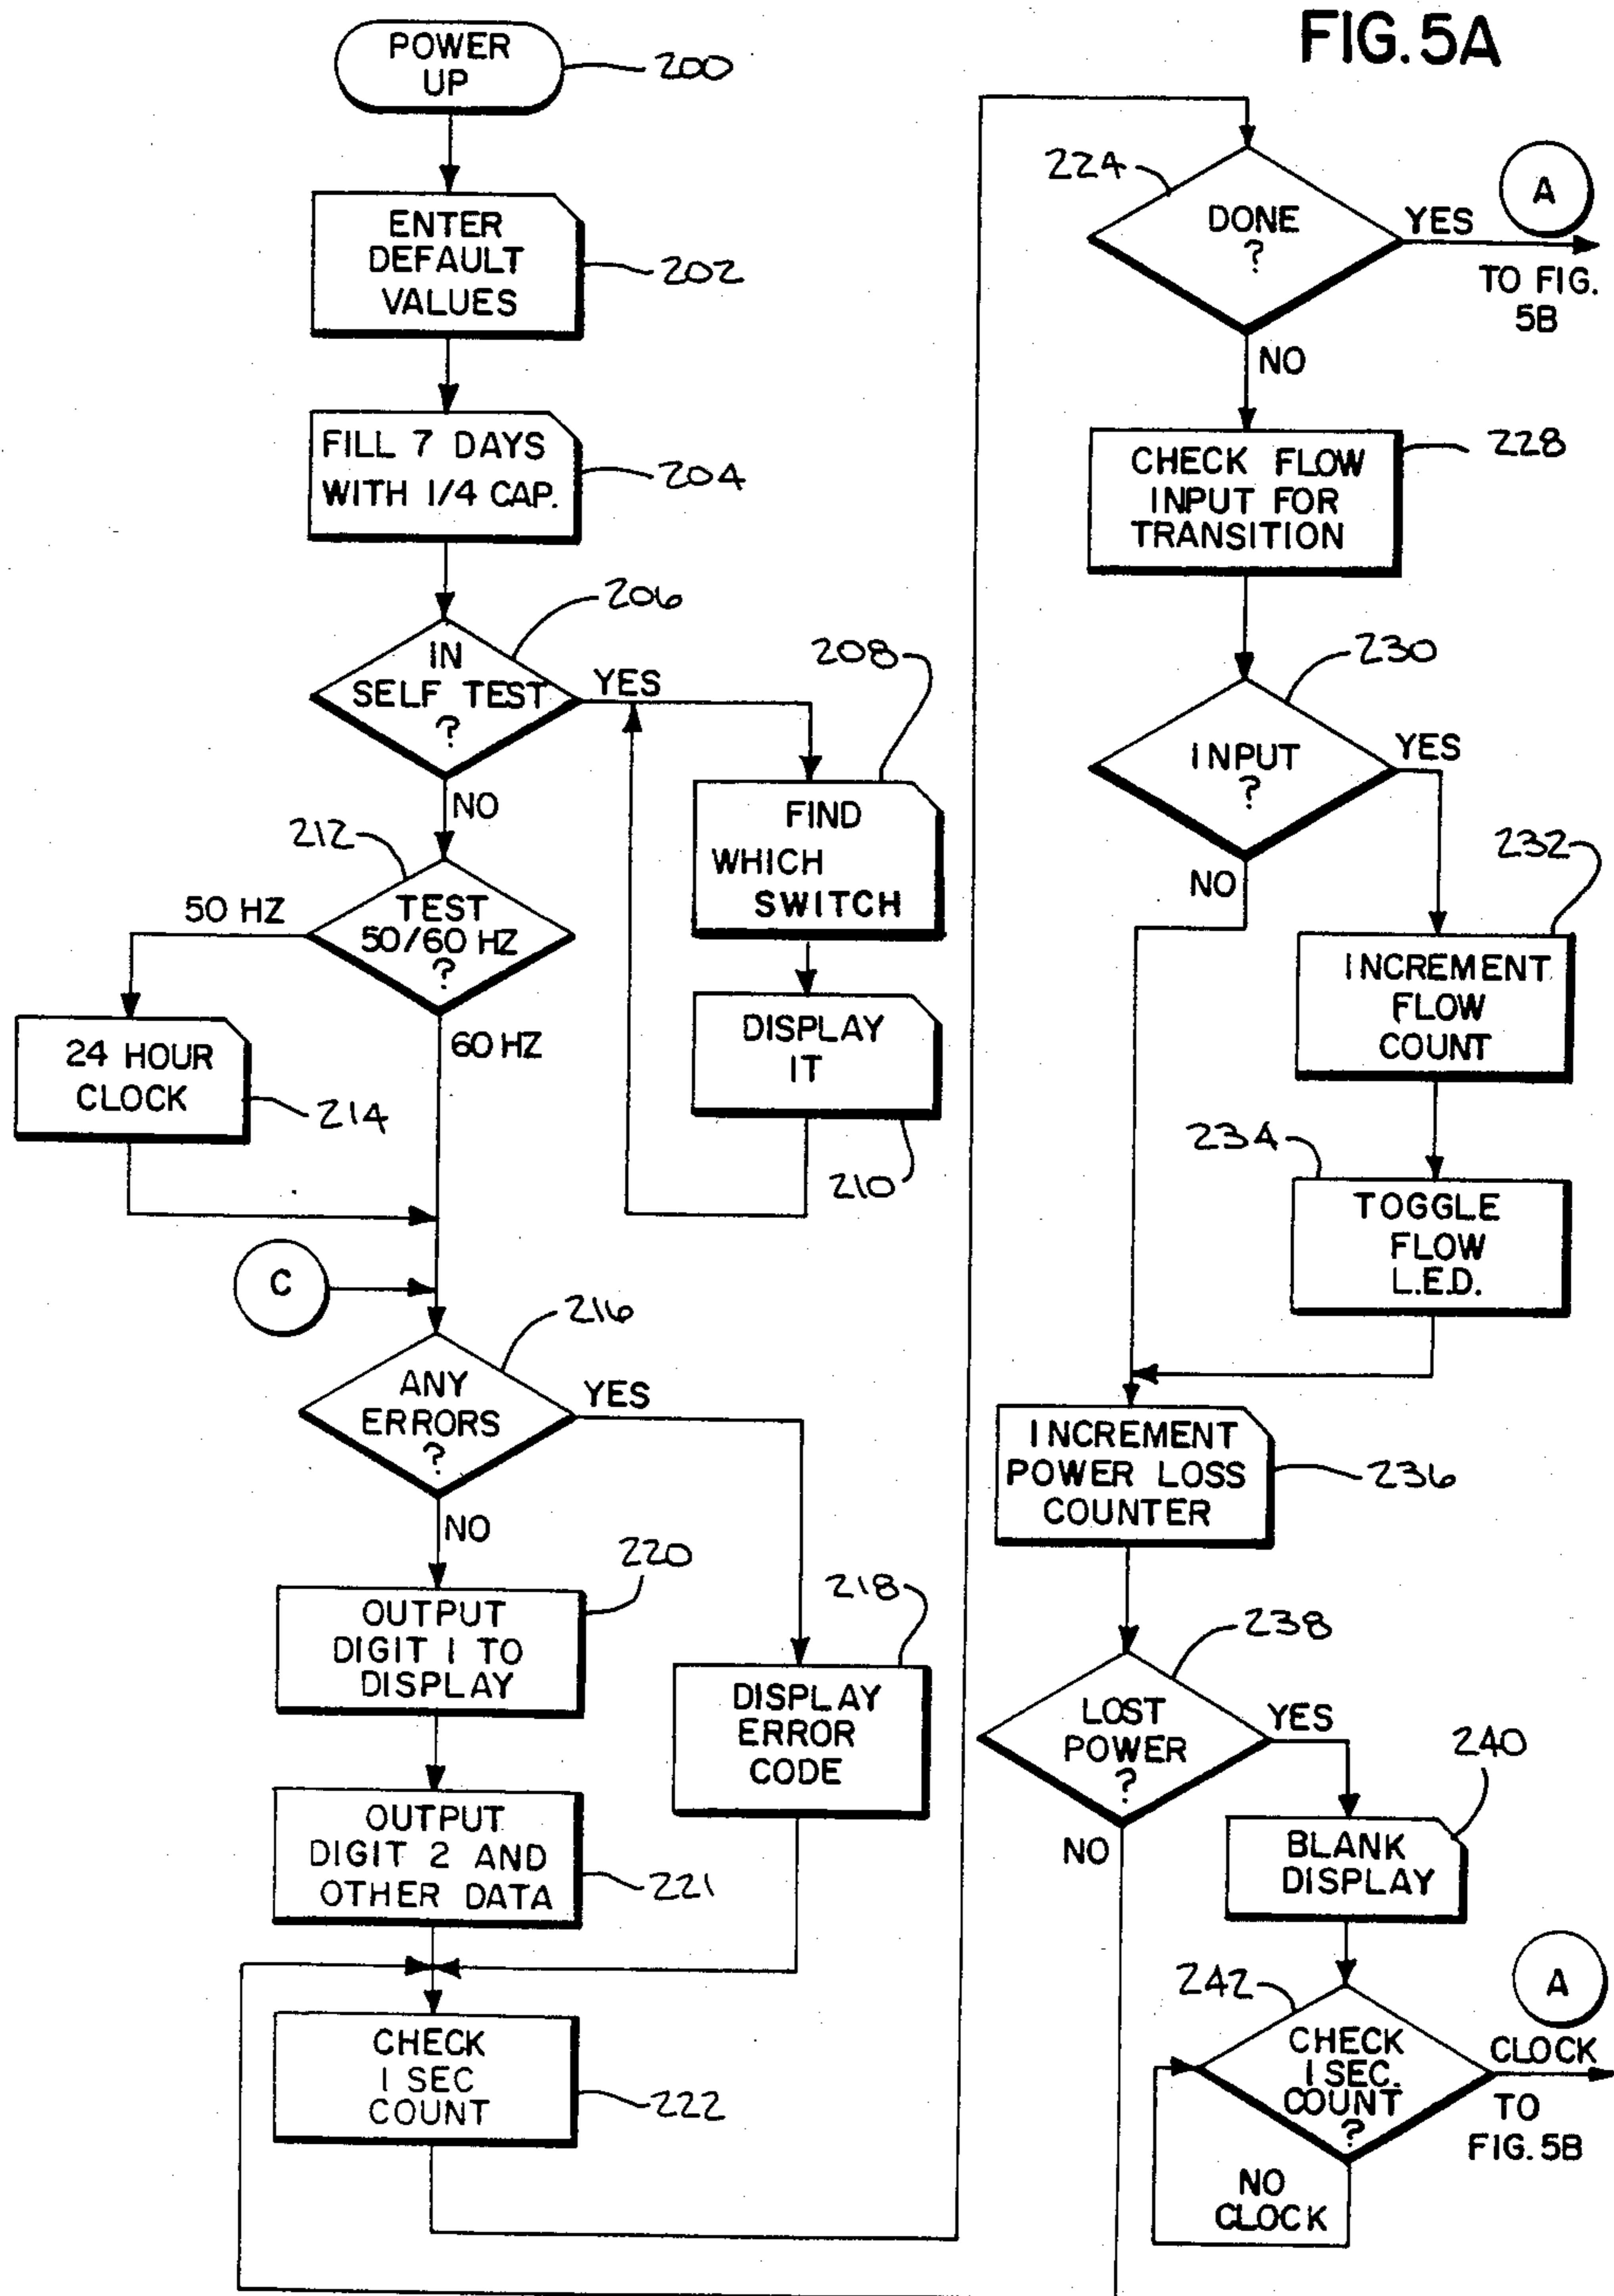 FIG. 5A
POWER
UP
200
ENTER
DEFAULT
VALUES
202
FILL 7 DAYS
WITH 1/4 CAP.
204
206
IN
SELF TEST
?
YES
NO
208
FIND
WHICH
SWITCH
DISPLAY
IT
210
212
TEST
50/60 HZ
?
50 HZ
60 HZ
24 HOUR
CLOCK
214
C
216
ANY
ERRORS
?
YES
NO
220
OUTPUT
DIGIT 1 TO
DISPLAY
218
DISPLAY
ERROR
CODE
OUTPUT
DIGIT 2 AND
OTHER DATA
221
CHECK
1 SEC
COUNT
222
224
DONE
?
YES
A
TO FIG.
5B
NO
228
CHECK FLOW
INPUT FOR
TRANSITION
230
INPUT
?
YES
NO
232
INCREMENT
FLOW
COUNT
234
TOGGLE
FLOW
L.E.D.
INCREMENT
POWER LOSS
COUNTER
236
238
LOST
POWER
?
YES
NO
240
BLANK
DISPLAY
242
CHECK
1 SEC.
COUNT
?
A
CLOCK
TO
FIG. 5B
NO
CLOCK